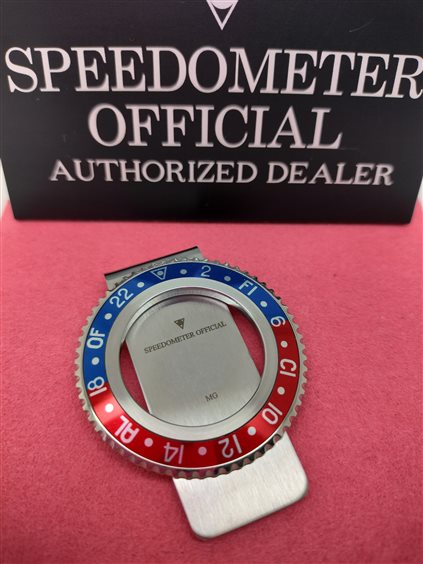 SPEEDOMETER
OFFICIAL
AUTHORIZED DEALER
2 FI 6 CI 10 12 14 AL 18 OF 22
SPEEDOMETER OFFICIAL
MG